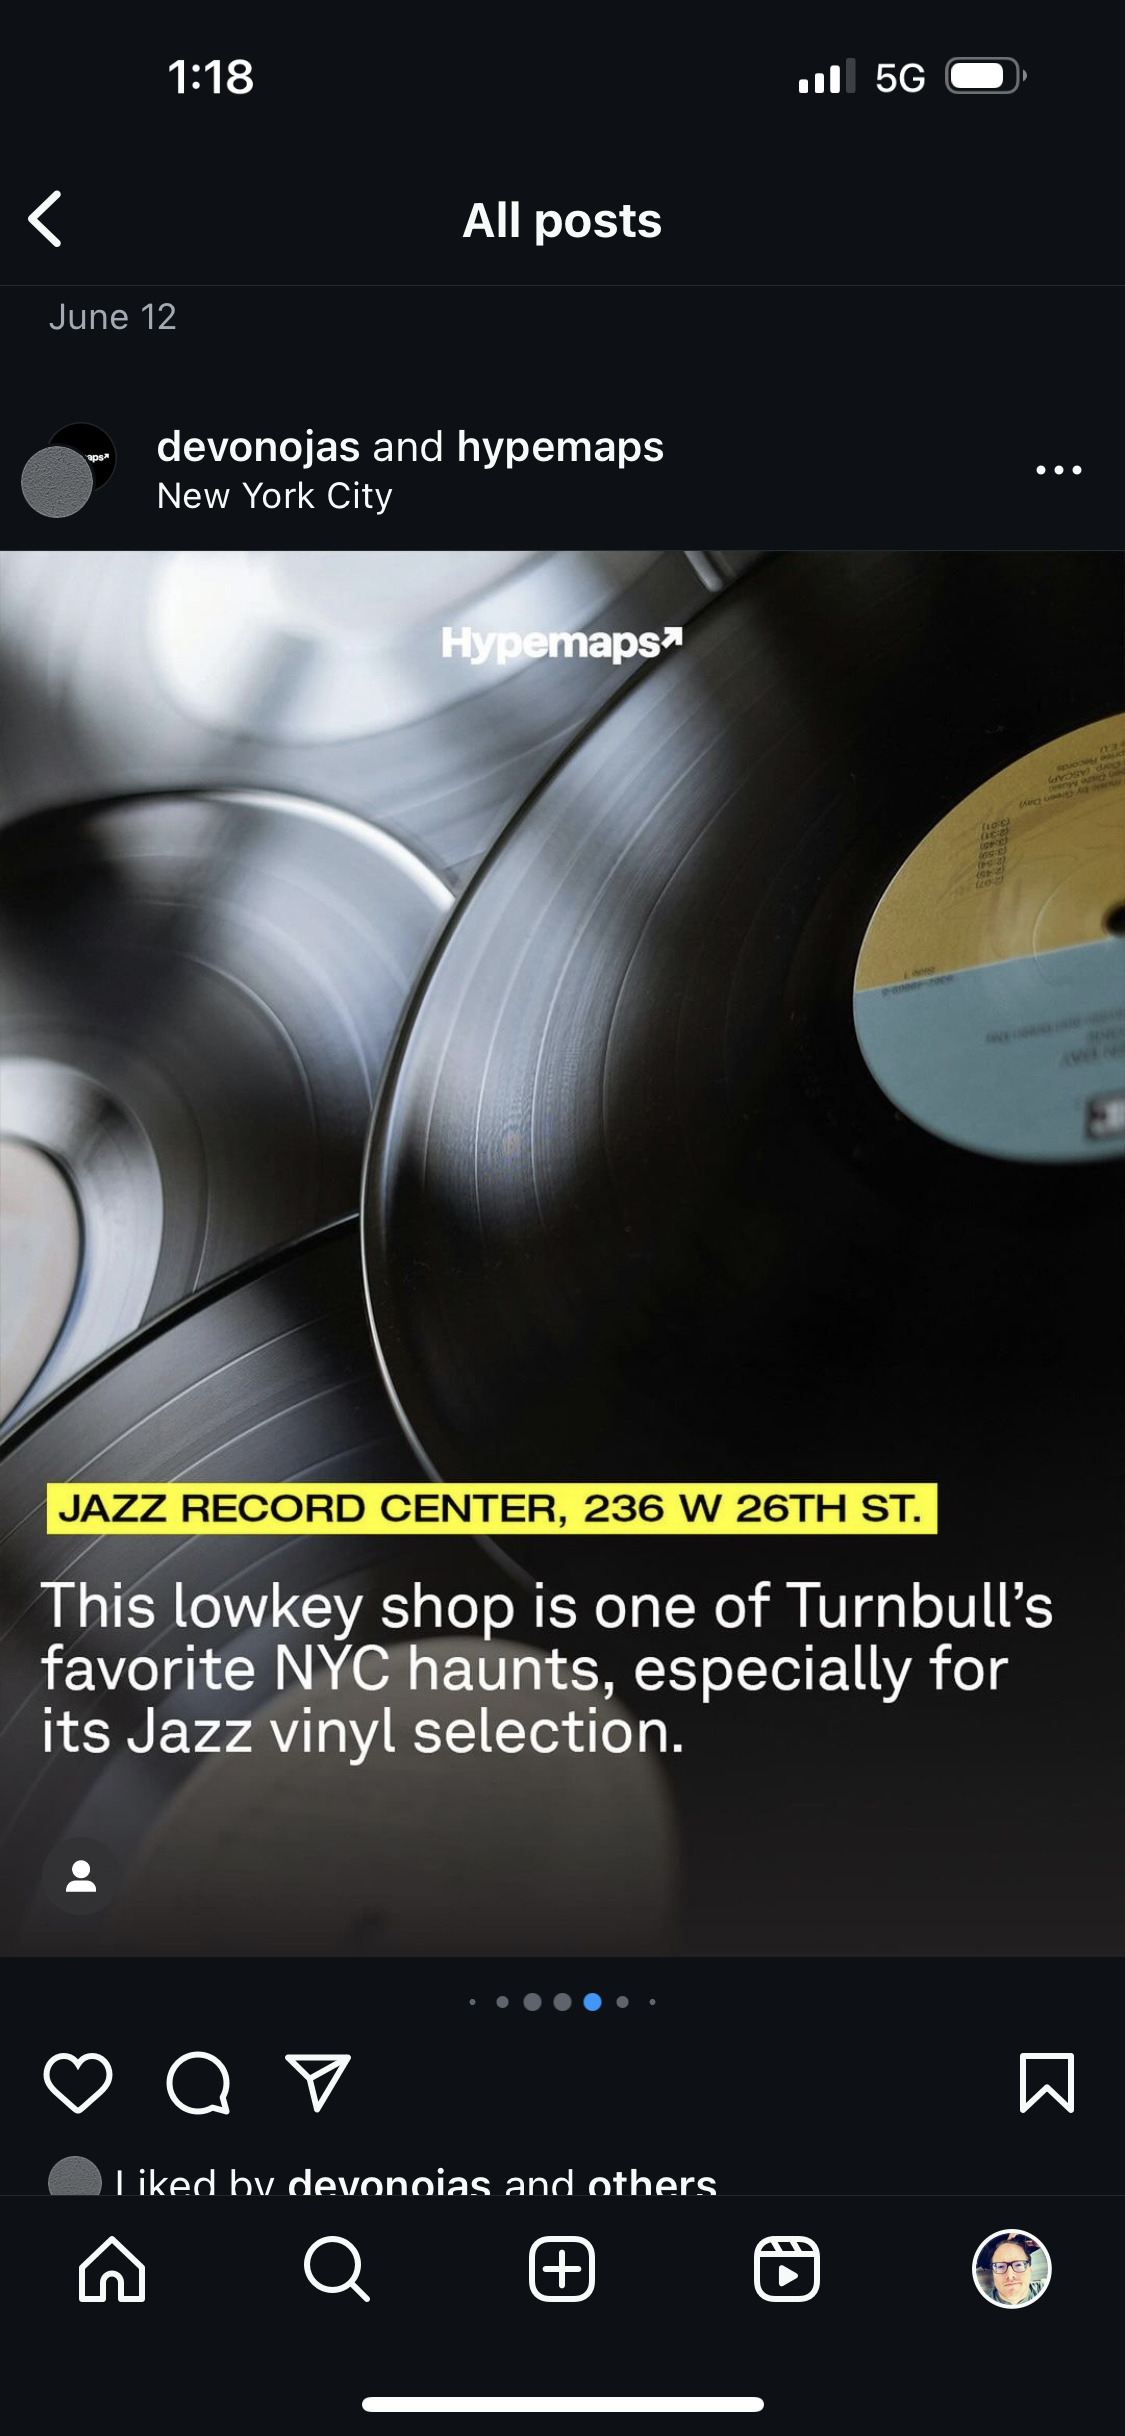 1:18 5G
All posts
June 12
devonojas and hypemaps
New York City
Hypemaps
JAZZ RECORD CENTER, 236 W 26TH ST.
This lowkey shop is one of Turnbull’s
favorite NYC haunts, especially for
its Jazz vinyl selection.
Liked by devonojas and others